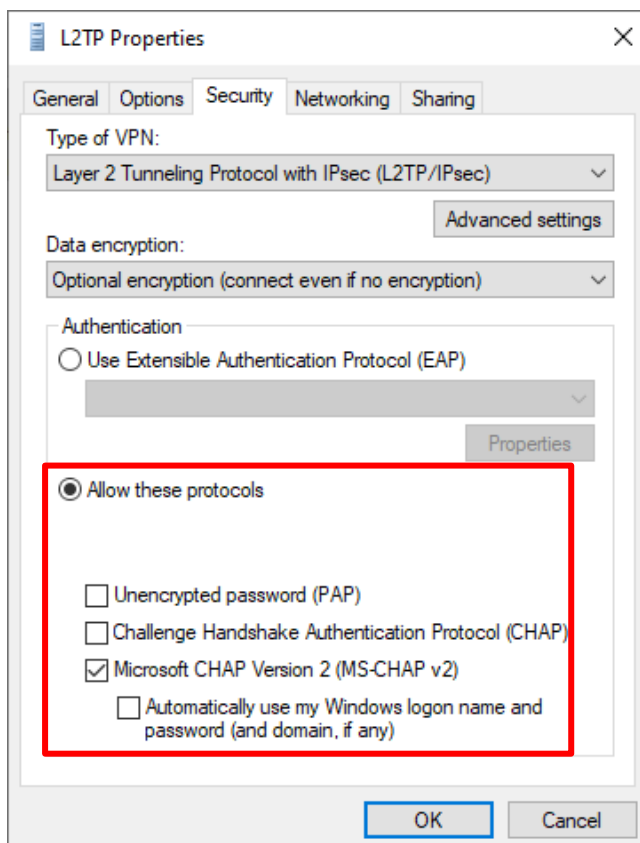 L2TP Properties
General Options Security Networking Sharing
Type of VPN:
Layer 2 Tunneling Protocol with IPsec (L2TP/IPsec)
Advanced settings
Data encryption:
Optional encryption (connect even if no encryption)
Authentication
Use Extensible Authentication Protocol (EAP)
Properties
Allow these protocols
Unencrypted password (PAP)
Challenge Handshake Authentication Protocol (CHAP)
Microsoft CHAP Version 2 (MS-CHAP v2)
Automatically use my Windows logon name and
password (and domain, if any)
OK Cancel